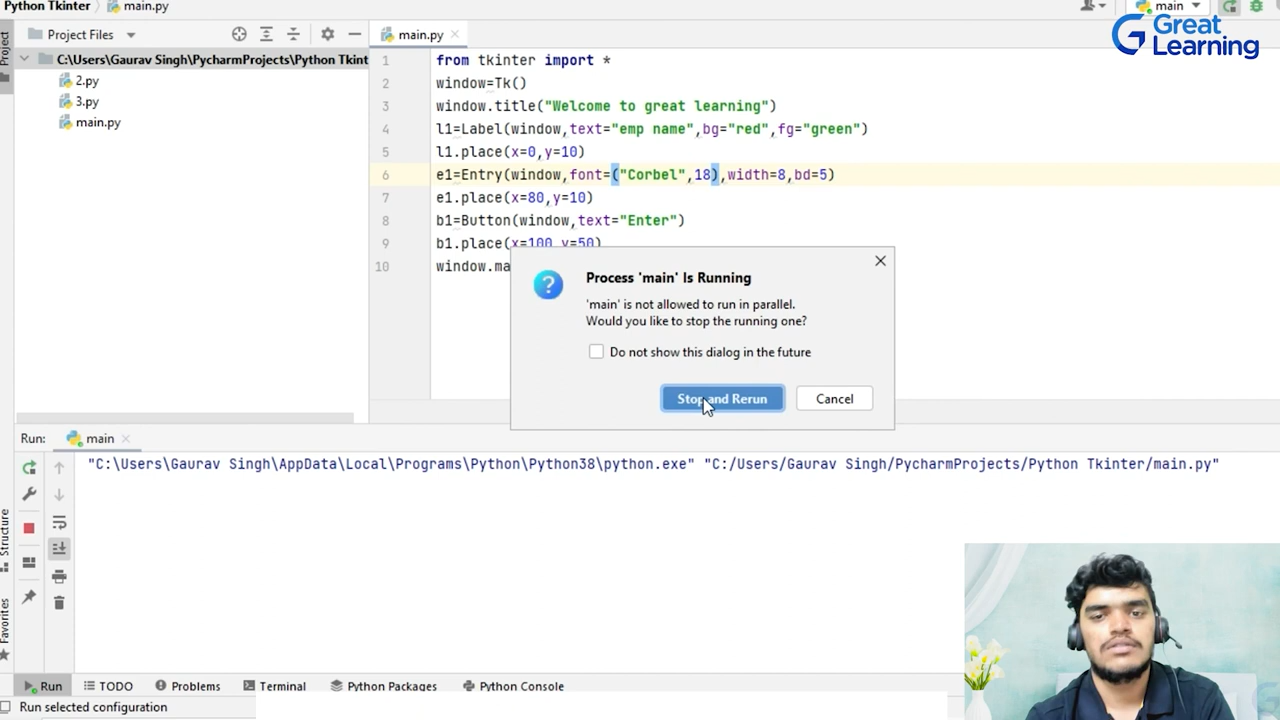 Python Tkinter
main.py
main
Great
Learning
Project
Project Files
main.py
C:\Users\Gaurav Singh\PycharmProjects\Python Tkint
2.py
3.py
main.py
1 from tkinter import *
2 window=Tk()
3 window.title("Welcome to great learning")
4 l1=Label(window,text="emp name",bg="red",fg="green")
5 l1.place(x=0,y=10)
6 e1=Entry(window,font=("Corbel",18),width=8,bd=5)
7 e1.place(x=80,y=10)
8 b1=Button(window,text="Enter")
9 b1.place(x=100,y=50)
10 window.ma
Process 'main' Is Running
'main' is not allowed to run in parallel.
Would you like to stop the running one?
Do not show this dialog in the future
Stop and Rerun
Cancel
Run:
main
"C:\Users\Gaurav Singh\AppData\Local\Programs\Python\Python38\python.exe" "C:/Users/Gaurav Singh/PycharmProjects/Python Tkinter/main.py"
Structure
Favorites
Run
TODO
Problems
Terminal
Python Packages
Python Console
Run selected configuration